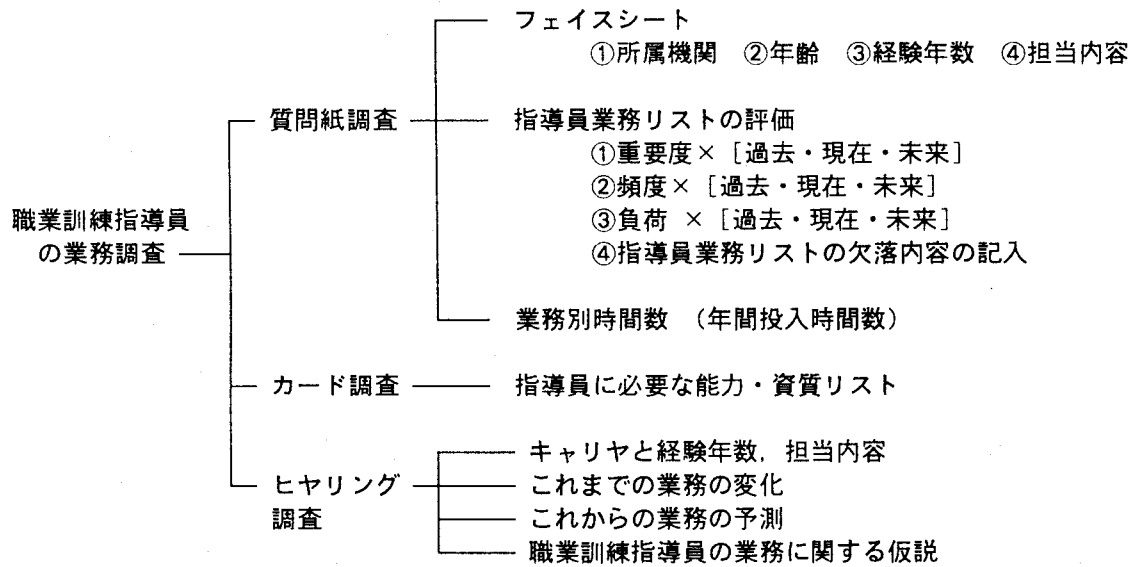 フェイスシート
①所属機関 ②年齢 ③経験年数 ④担当内容
質問紙調査
指導員業務リストの評価
①重要度×［過去・現在・未来］
②頻度×［過去・現在・未来］
③負荷 ×［過去・現在・未来］
④指導員業務リストの欠落内容の記入
職業訓練指導員
の業務調査
業務別時間数 （年間投入時間数）
カード調査
指導員に必要な能力・資質リスト
ヒヤリング
調査
キャリヤと経験年数，担当内容
これまでの業務の変化
これからの業務の予測
職業訓練指導員の業務に関する仮説